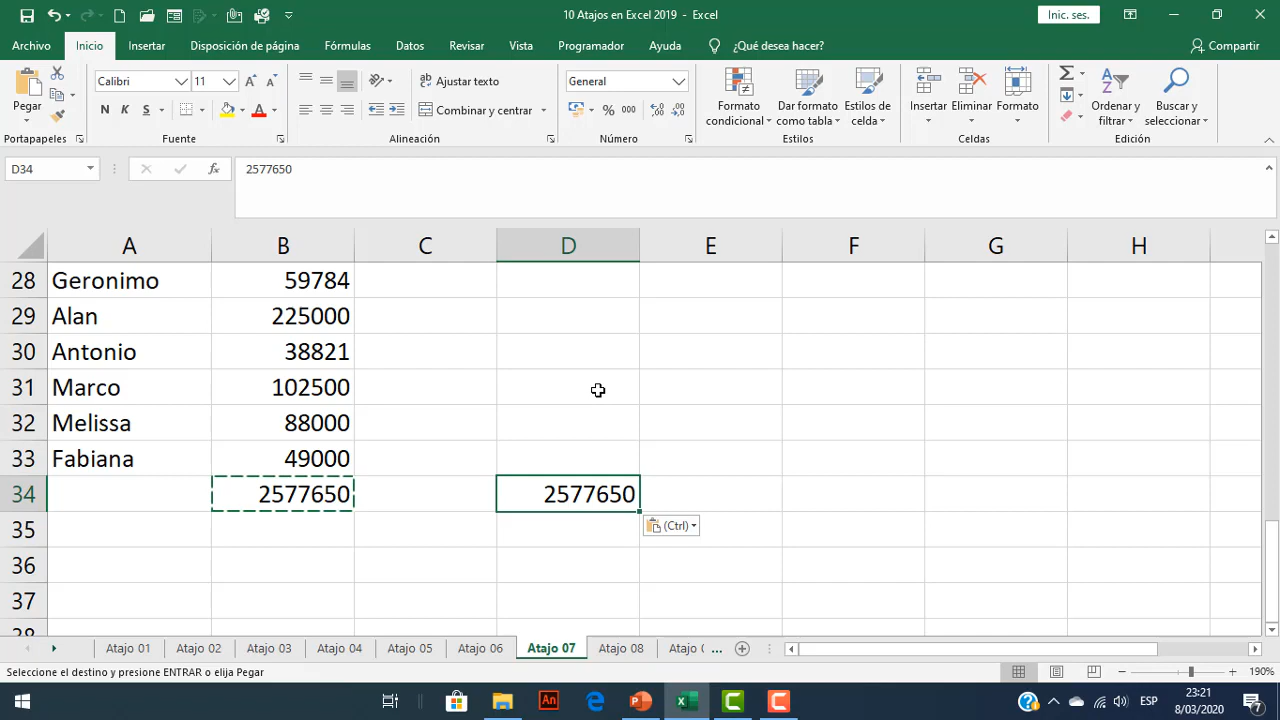 10 Atajos en Excel 2019 - Excel
Inic. ses.
Archivo Inicio Insertar Disposición de página Fórmulas Datos Revisar Vista Programador Ayuda ¿Qué desea hacer? Compartir
Pegar
Calibri 11
Ajustar texto
General
Formato condicional
Dar formato como tabla
Estilos de celda
Insertar
Eliminar
Formato
Ordenar y filtrar
Buscar y seleccionar
N K S
Combinar y centrar
% 000
Portapapeles Fuente Alineación Número Estilos Celdas Edición
D34 fx 2577650
A B C D E F G H
28 Geronimo 59784
29 Alan 225000
30 Antonio 38821
31 Marco 102500
32 Melissa 88000
33 Fabiana 49000
34 2577650 2577650
35 (Ctrl)
36
37
38
Atajo 01 Atajo 02 Atajo 03 Atajo 04 Atajo 05 Atajo 06 Atajo 07 Atajo 08 Atajo ...
Seleccione el destino y presione ENTRAR o elija Pegar 190%
An ESP 23:21
8/03/2020 7